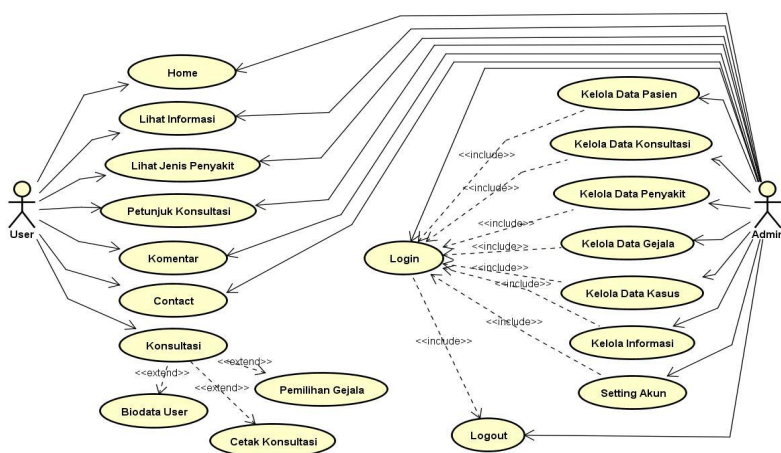 Home
Lihat Informasi
Lihat Jenis Penyakit
Petunjuk Konsultasi
User
Komentar
Contact
Konsultasi
<<extend>>
<<extend>>
<<extend>>
Pemilihan Gejala
Biodata User
Cetak Konsultasi
Kelola Data Pasien
Kelola Data Konsultasi
<<include>>
Kelola Data Penyakit
<<include>>
Admin
<<include>>
Kelola Data Gejala
<<include>>
Login
<<include>>
Kelola Data Kasus
<<include>>
<<include>>
Kelola Informasi
<<include>>
Setting Akun
Logout